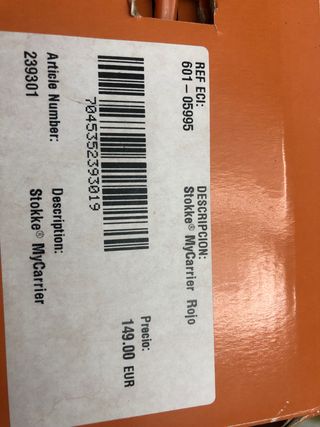 REF ECI:
601-05995
DESCRIPCION:
Stokke® MyCarrier Rojo
Precio:
149.00 EUR
7045352393019
Article Number:
239301
Description:
Stokke® MyCarrier